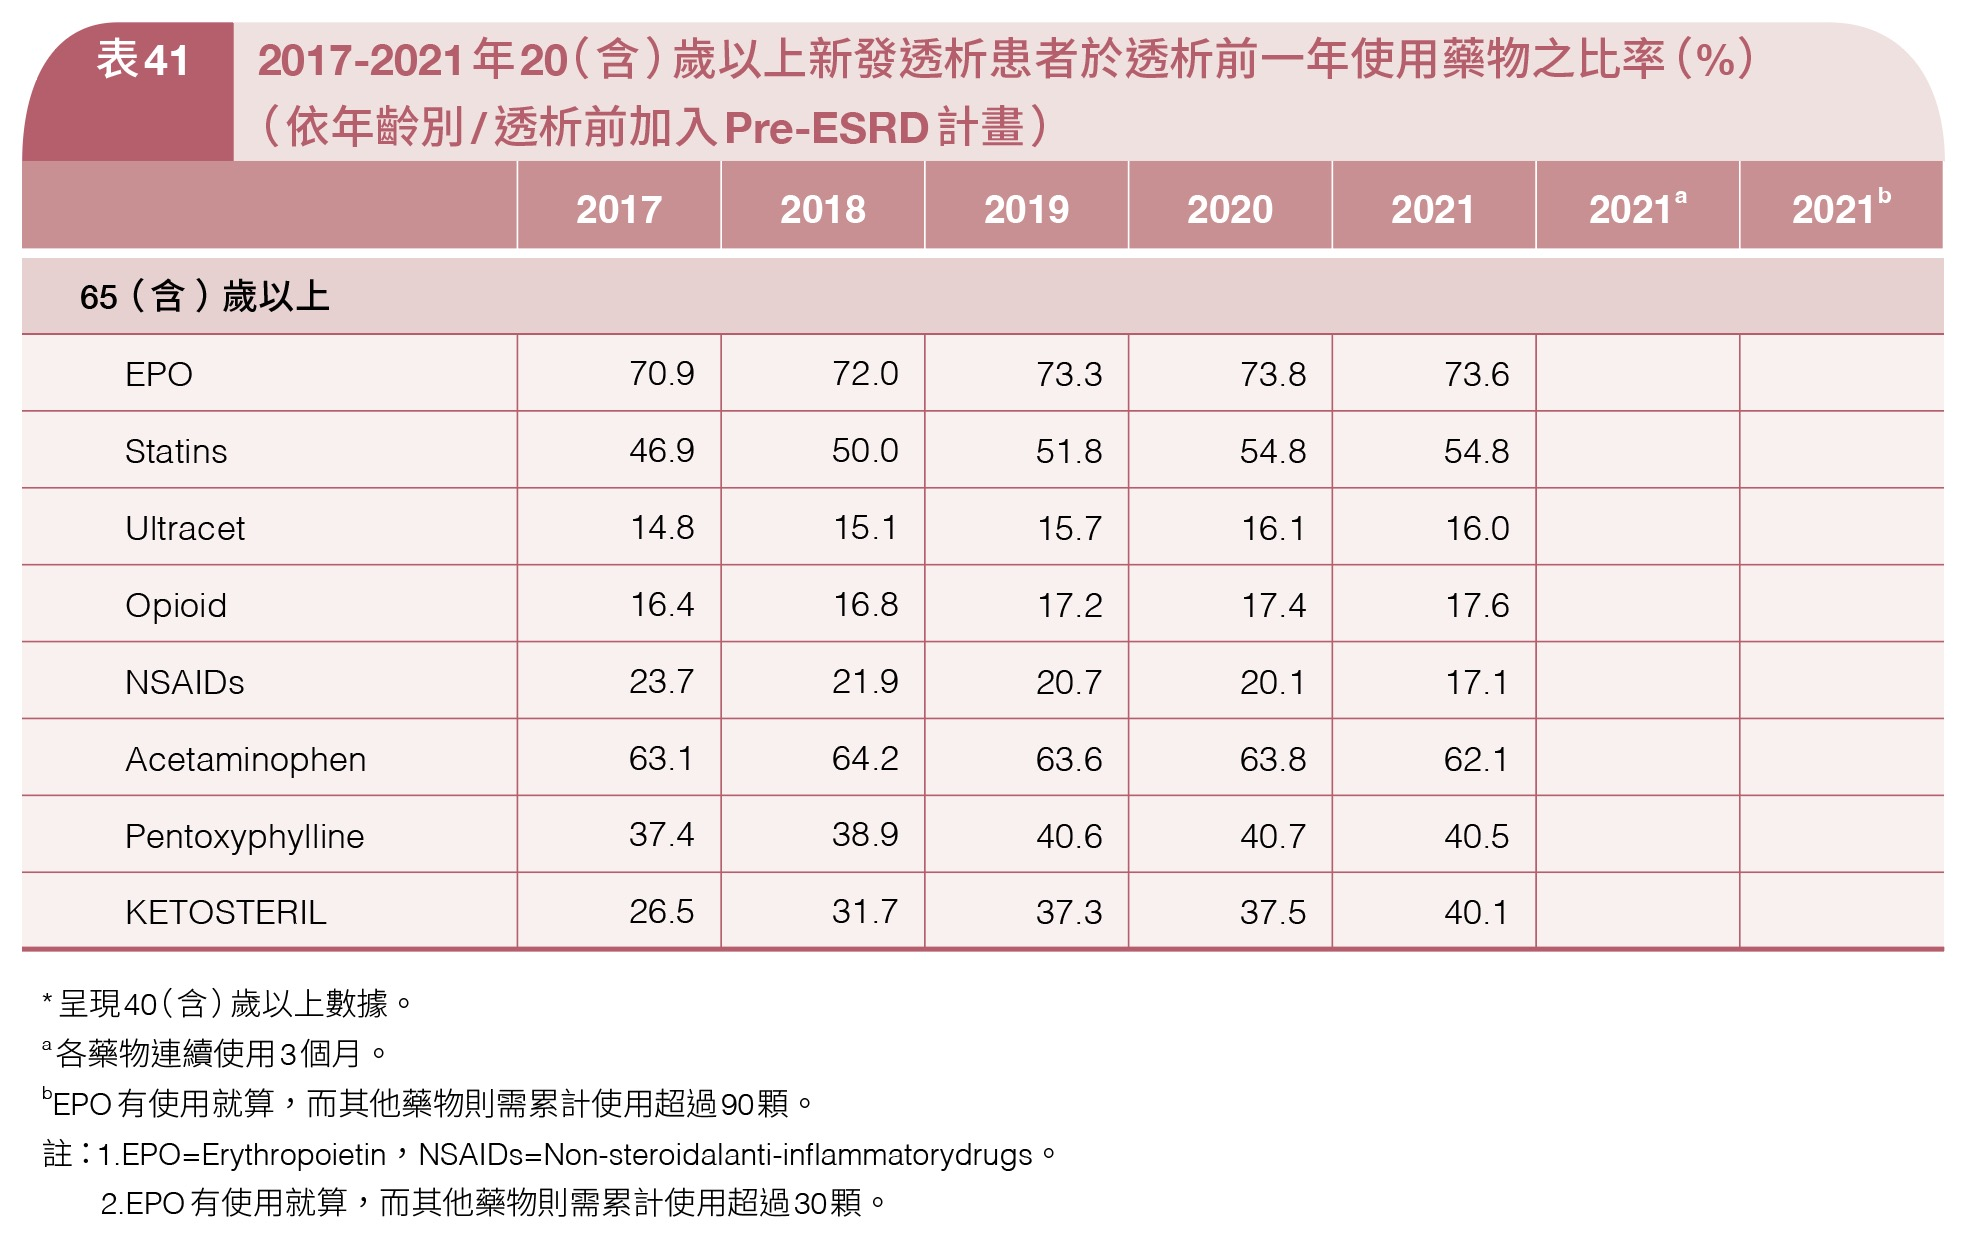 表41 2017-2021年20（含）歲以上新發透析患者於透析前一年使用藥物之比率（%）
（依年齡別/透析前加入Pre-ESRD計畫）
2017 2018 2019 2020 2021 2021a 2021b
65（含）歲以上
EPO 70.9 72.0 73.3 73.8 73.6
Statins 46.9 50.0 51.8 54.8 54.8
Ultracet 14.8 15.1 15.7 16.1 16.0
Opioid 16.4 16.8 17.2 17.4 17.6
NSAIDs 23.7 21.9 20.7 20.1 17.1
Acetaminophen 63.1 64.2 63.6 63.8 62.1
Pentoxyphylline 37.4 38.9 40.6 40.7 40.5
KETOSTERIL 26.5 31.7 37.3 37.5 40.1
*呈現40（含）歲以上數據。
a各藥物連續使用3個月。
bEPO有使用就算，而其他藥物則需累計使用超過90顆。
註：1.EPO=Erythropoietin，NSAIDs=Non-steroidalanti-inflammatorydrugs。
2.EPO有使用就算，而其他藥物則需累計使用超過30顆。